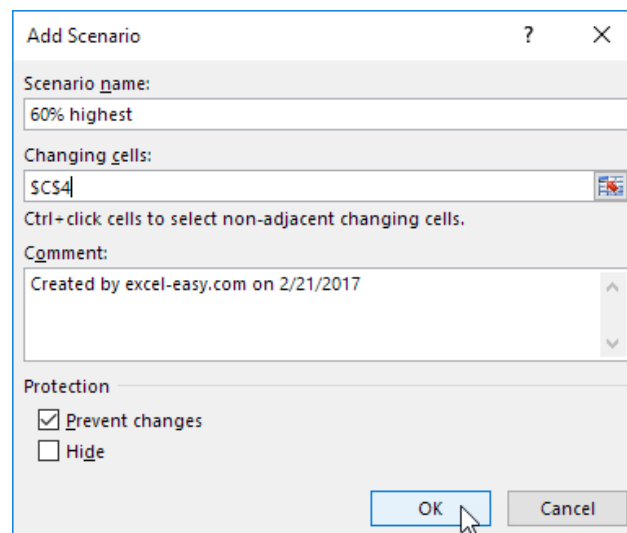 Add Scenario
?
Scenario name:
60% highest
Changing cells:
$C$4
Ctrl+click cells to select non-adjacent changing cells.
Comment:
Created by excel-easy.com on 2/21/2017
Protection
Prevent changes
Hide
OK Cancel